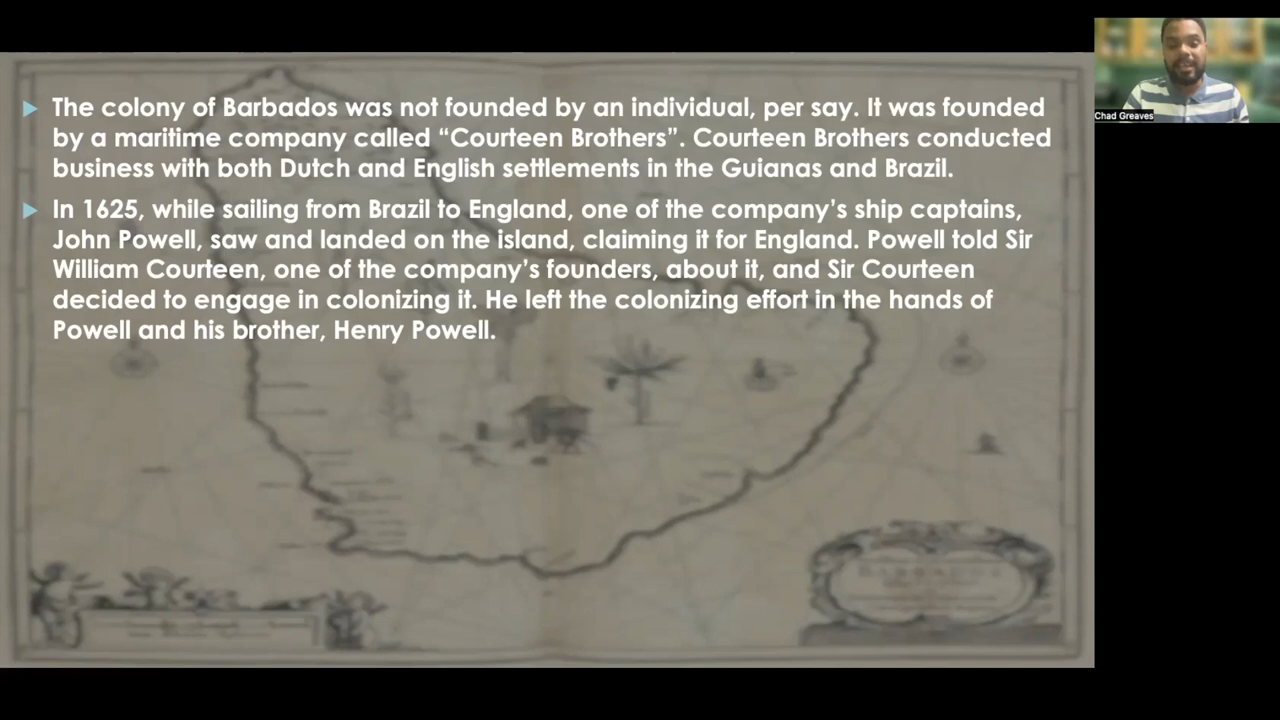 The colony of Barbados was not founded by an individual, per say. It was founded
by a maritime company called “Courteen Brothers”. Courteen Brothers conducted
business with both Dutch and English settlements in the Guianas and Brazil.
In 1625, while sailing from Brazil to England, one of the company’s ship captains,
John Powell, saw and landed on the island, claiming it for England. Powell told Sir
William Courteen, one of the company’s founders, about it, and Sir Courteen
decided to engage in colonizing it. He left the colonizing effort in the hands of
Powell and his brother, Henry Powell.
Chad Greaves